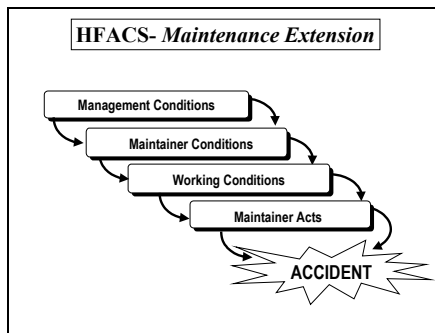 HFACS- Maintenance Extension
Management Conditions
Maintainer Conditions
Working Conditions
Maintainer Acts
ACCIDENT